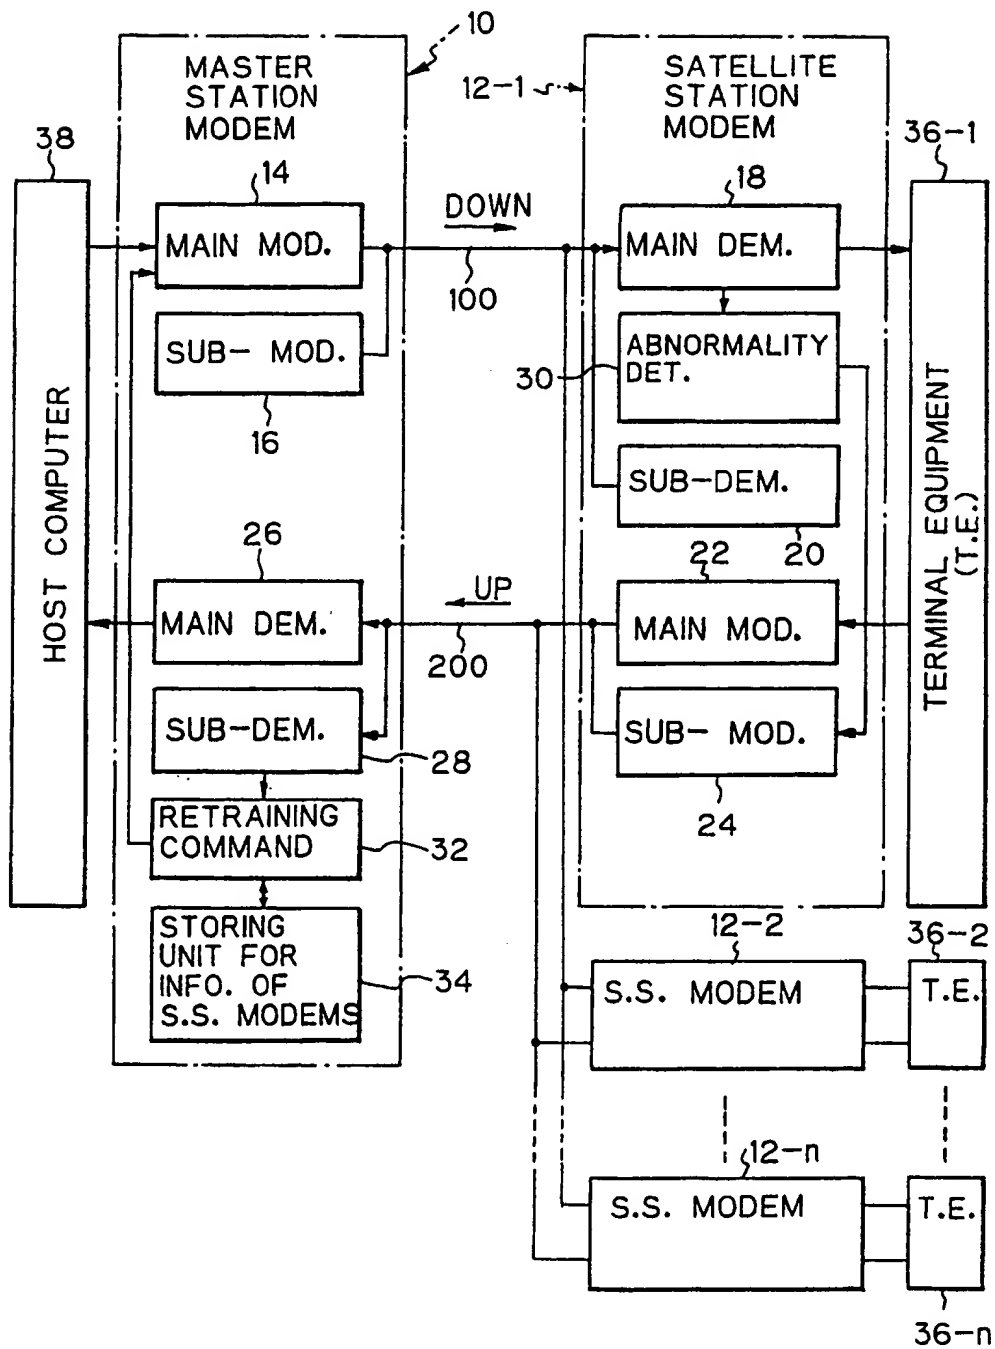 10
MASTER
STATION
MODEM
12-1
SATELLITE
STATION
MODEM
38
36-1
14
DOWN
18
MAIN MOD.
100
MAIN DEM.
SUB- MOD.
30
ABNORMALITY
DET.
16
SUB-DEM.
20
HOST COMPUTER
TERMINAL EQUIPMENT
(T.E.)
26
UP
22
MAIN DEM.
200
MAIN MOD.
SUB-DEM.
28
SUB- MOD.
24
RETRAINING
COMMAND
32
STORING
UNIT FOR
INFO. OF
S.S. MODEMS
34
12-2
36-2
S.S. MODEM
T.E.
12-n
S.S. MODEM
T.E.
36-n